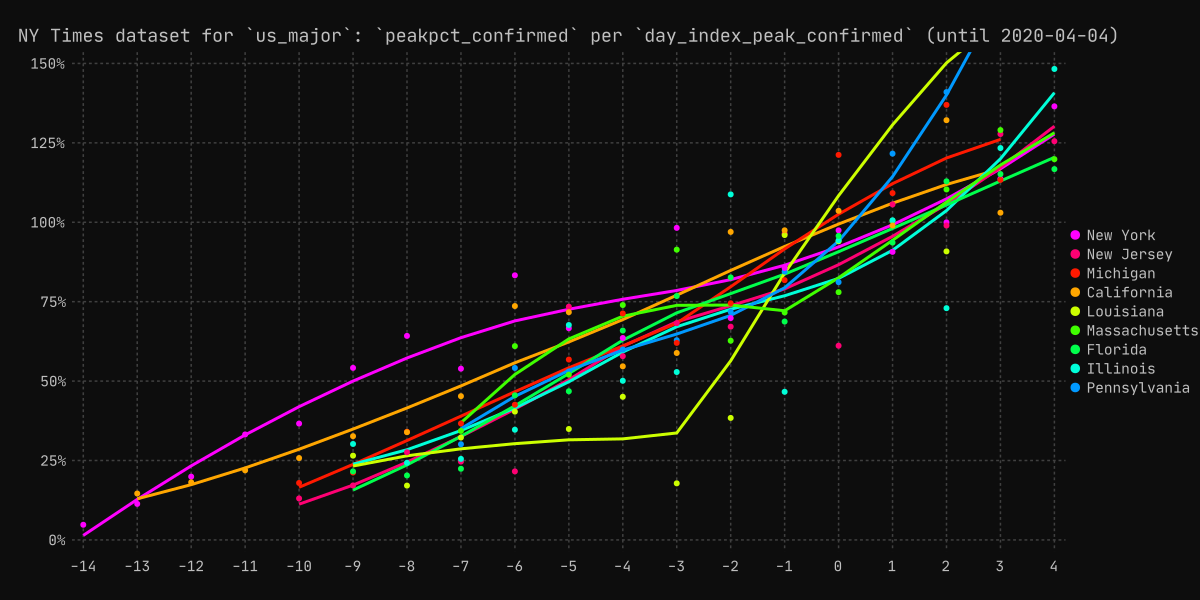 NY Times dataset for `us_major`: `peakpct_confirmed` per `day_index_peak_confirmed` (until 2020-04-04)
150%
125%
100%
75%
50%
25%
0%
-14 -13 -12 -11 -10 -9 -8 -7 -6 -5 -4 -3 -2 -1 0 1 2 3 4
New York
New Jersey
Michigan
California
Louisiana
Massachusetts
Florida
Illinois
Pennsylvania